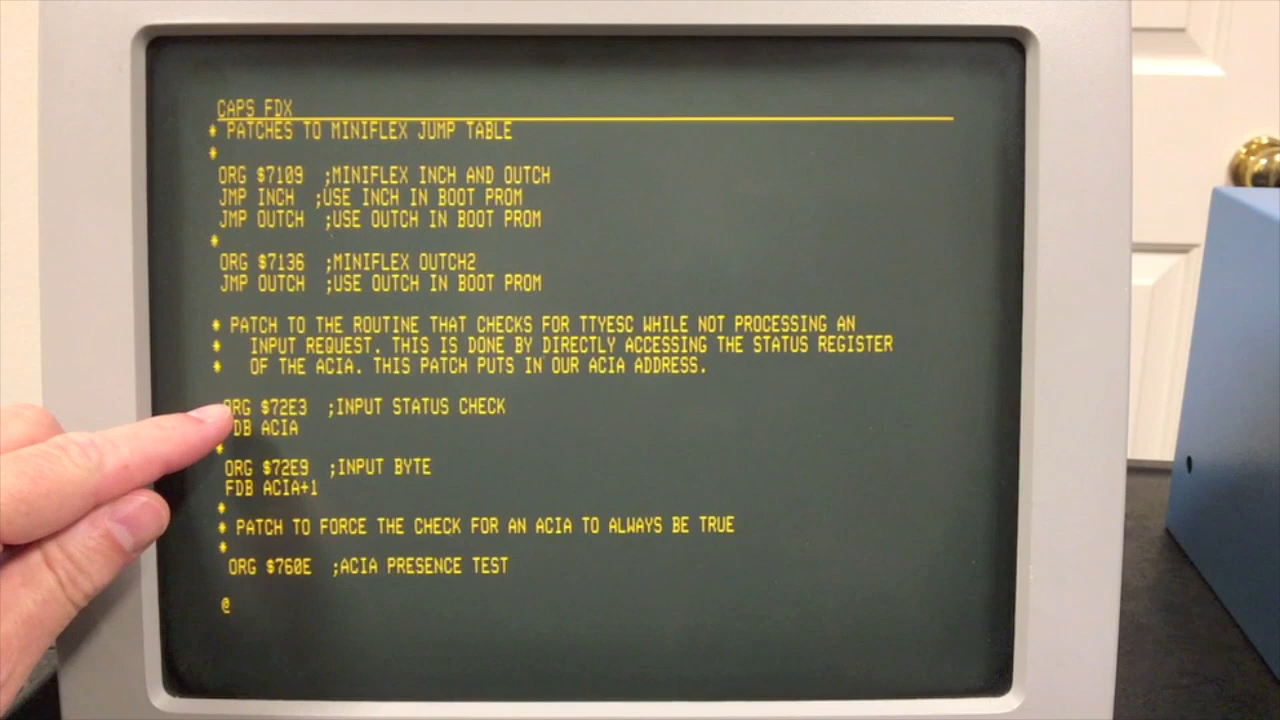 CAPS FDX
* PATCHES TO MINIFLEX JUMP TABLE
*
ORG $7109 ;MINIFLEX INCH AND OUTCH
JMP INCH ;USE INCH IN BOOT PROM
JMP OUTCH ;USE OUTCH IN BOOT PROM
*
ORG $7136 ;MINIFLEX OUTCH2
JMP OUTCH ;USE OUTCH IN BOOT PROM
* PATCH TO THE ROUTINE THAT CHECKS FOR TTYESC WHILE NOT PROCESSING AN
* INPUT REQUEST. THIS IS DONE BY DIRECTLY ACCESSING THE STATUS REGISTER
* OF THE ACIA. THIS PATCH PUTS IN OUR ACIA ADDRESS.
ORG $72E3 ;INPUT STATUS CHECK
FDB ACIA
*
ORG $72E9 ;INPUT BYTE
FDB ACIA+1
*
* PATCH TO FORCE THE CHECK FOR AN ACIA TO ALWAYS BE TRUE
*
ORG $760E ;ACIA PRESENCE TEST
@